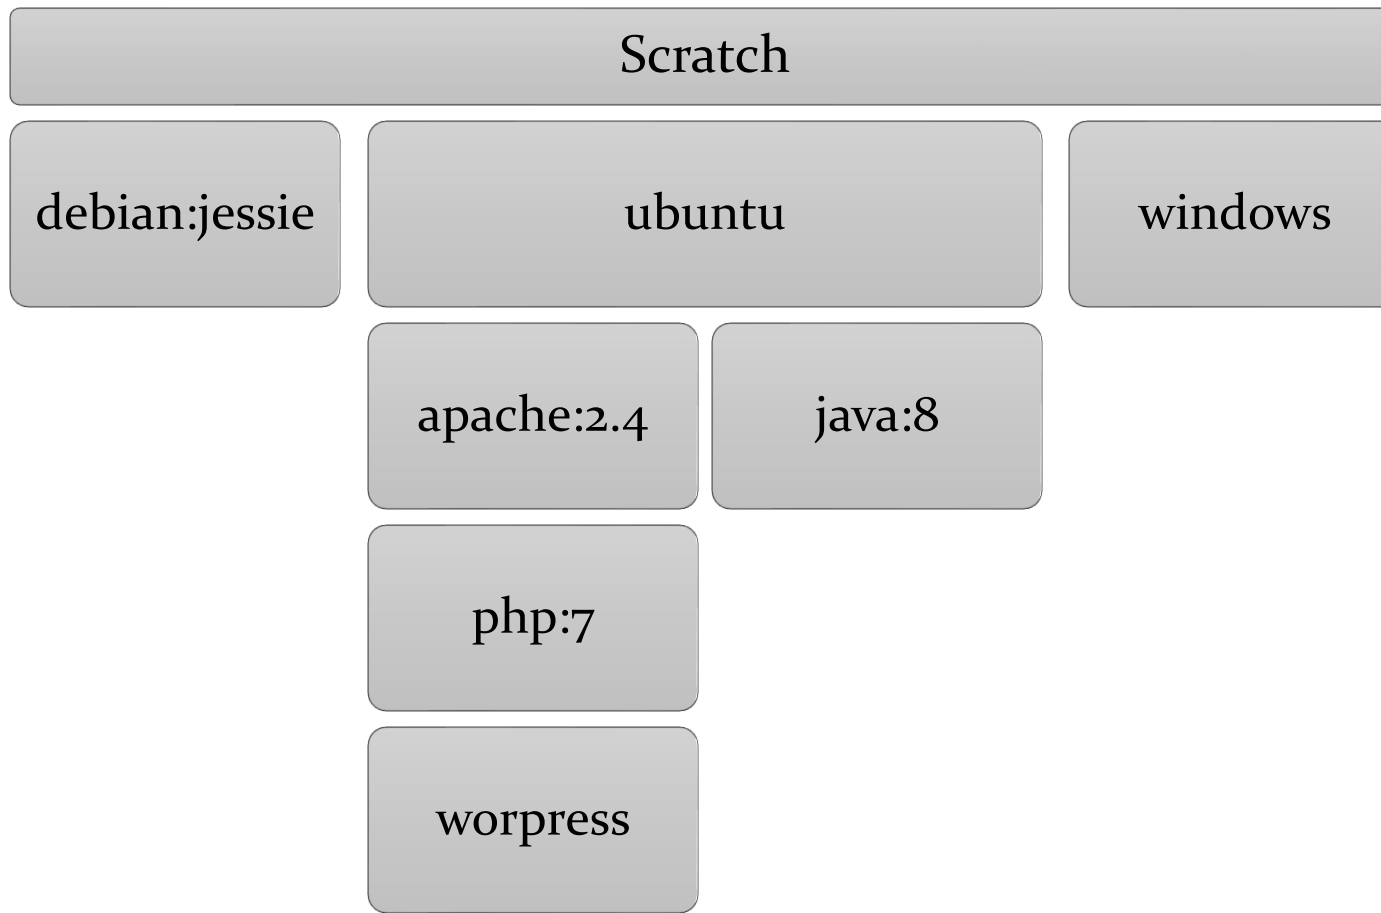 Scratch
debian:jessie
ubuntu
windows
apache:2.4
java:8
php:7
worpress